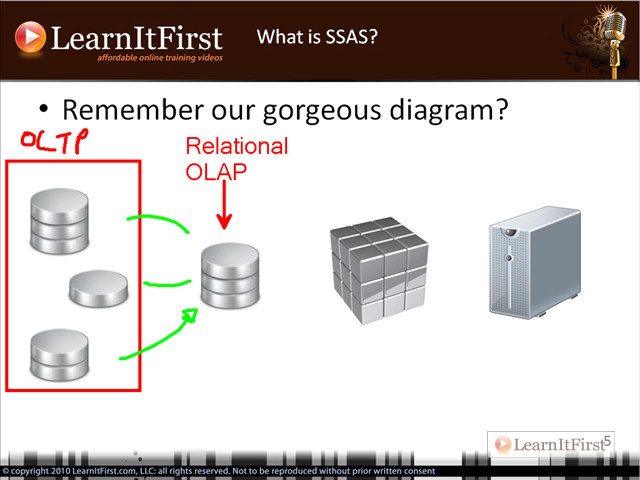 LearnItFirst
affordable online training videos
What is SSAS?
• Remember our gorgeous diagram?
OLTP
Relational
OLAP
LearnItFirst
5
© copyright 2010 LearnItFirst.com, LLC: all rights reserved. Not to be reproduced without prior written consent